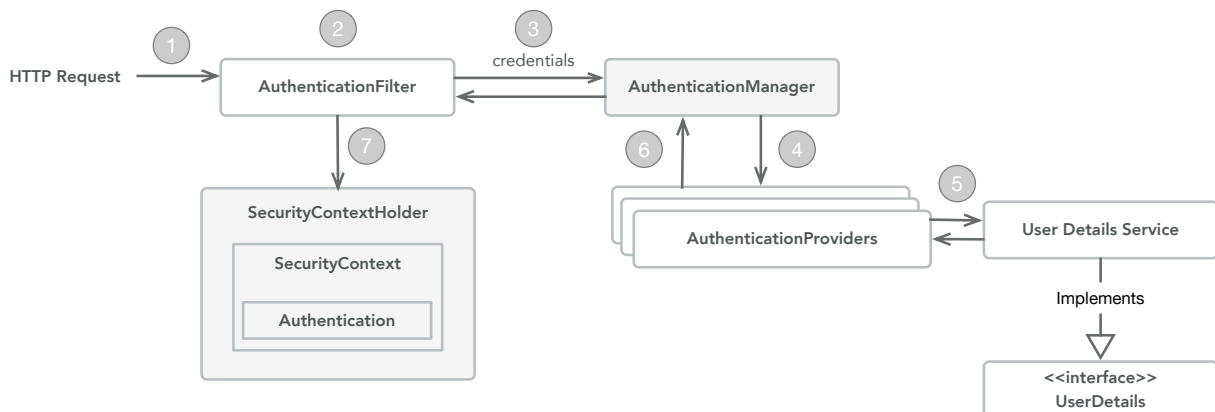 1
2
3
HTTP Request
credentials
AuthenticationFilter
AuthenticationManager
7
6
4
5
SecurityContextHolder
SecurityContext
Authentication
AuthenticationProviders
User Details Service
Implements
<<interface>>
UserDetails